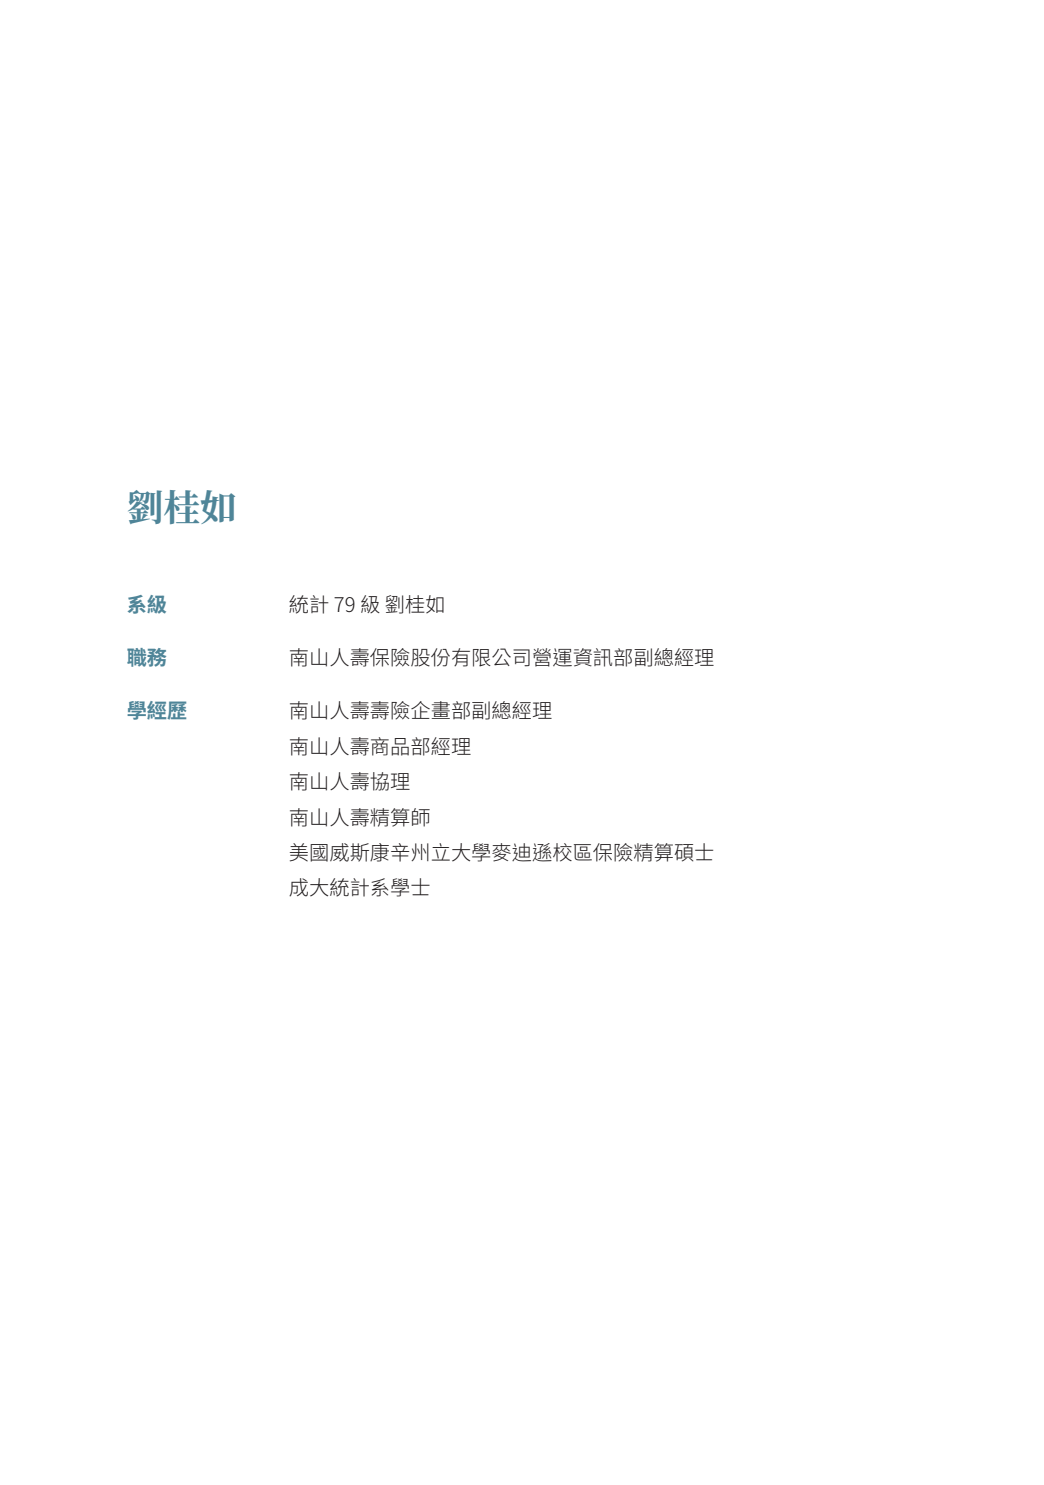 劉桂如
系級 統計 79 級 劉桂如
職務 南山人壽保險股份有限公司營運資訊部副總經理
學經歷 南山人壽壽險企畫部副總經理
南山人壽商品部經理
南山人壽協理
南山人壽精算師
美國威斯康辛州立大學麥迪遜校區保險精算碩士
成大統計系學士